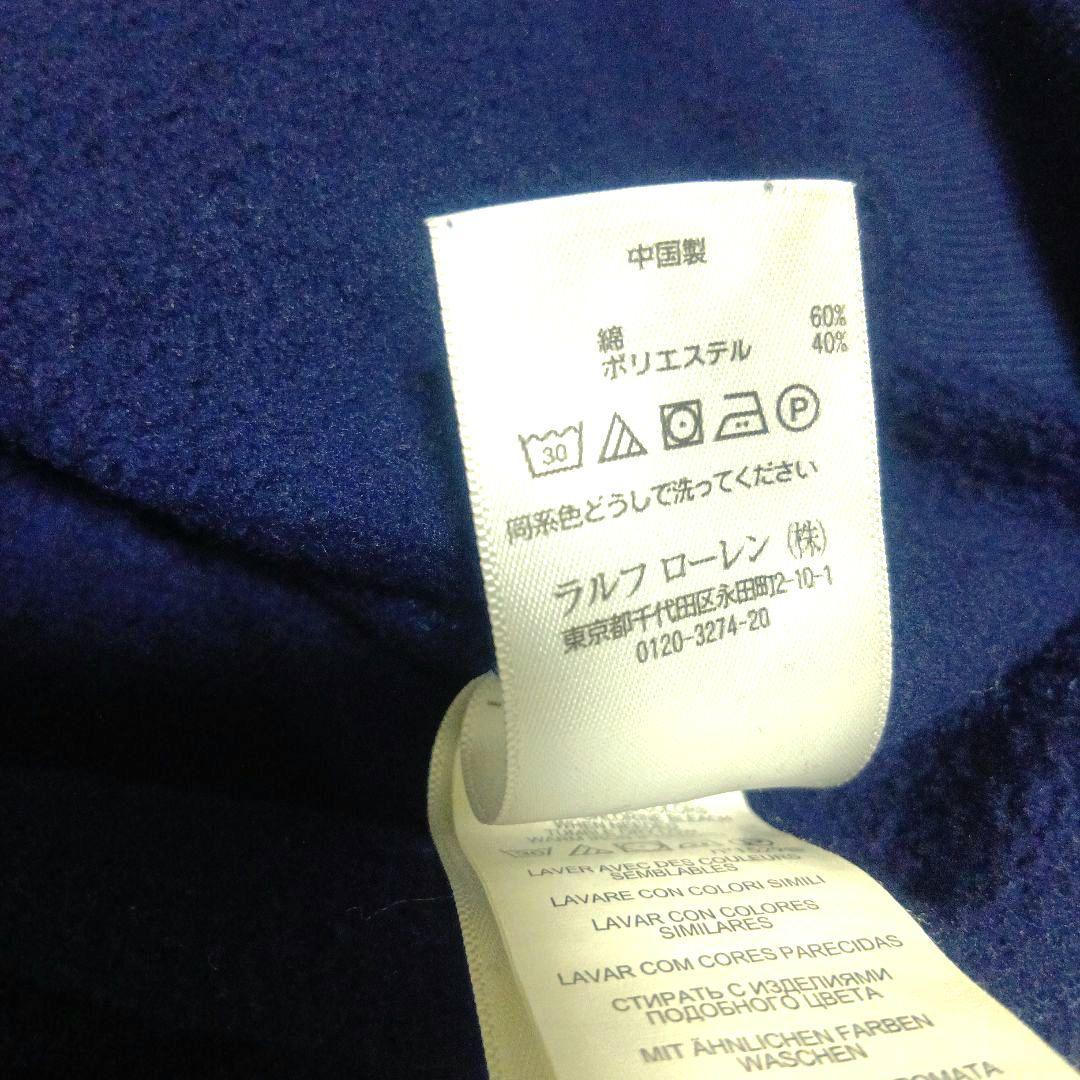 中国製
綿 60%
ポリエステル 40%
30 P
同系色どうしで洗ってください
ラルフ ローレン (株)
東京都千代田区永田町2-10-1
0120-3274-20
30
LAVER AVEC DES COULEURS
SEMBLABLES
LAVARE CON COLORI SIMILI
LAVAR CON COLORES
SIMILARES
LAVAR COM CORES PARECIDAS
СТИРАТЬ С ИЗДЕЛИЯМИ
ПОДОБНОГО ЦВЕТА
MIT ÄHNLICHEN FARBEN
WASCHEN